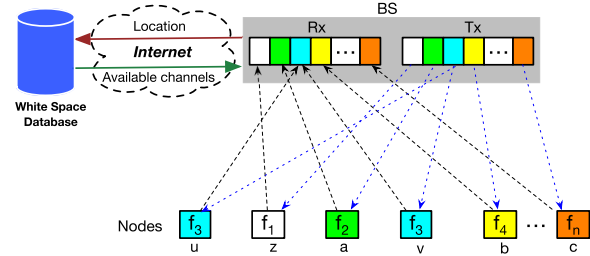 BS
Location
Rx
Tx
Internet
...
...
Available channels
White Space
Database
Nodes
f3
f1
f2
f3
f4
...
fn
u
z
a
v
b
c